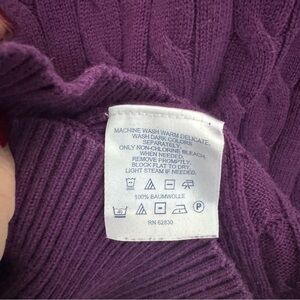 MACHINE WASH WARM DELICATE.
WASH DARK COLORS
SEPARATELY.
ONLY NON-CHLORINE BLEACH,
WHEN NEEDED.
REMOVE PROMPTLY.
BLOCK FLAT TO DRY.
LIGHT STEAM IF NEEDED.
100% BAUMWOLLE
P
RN 62830